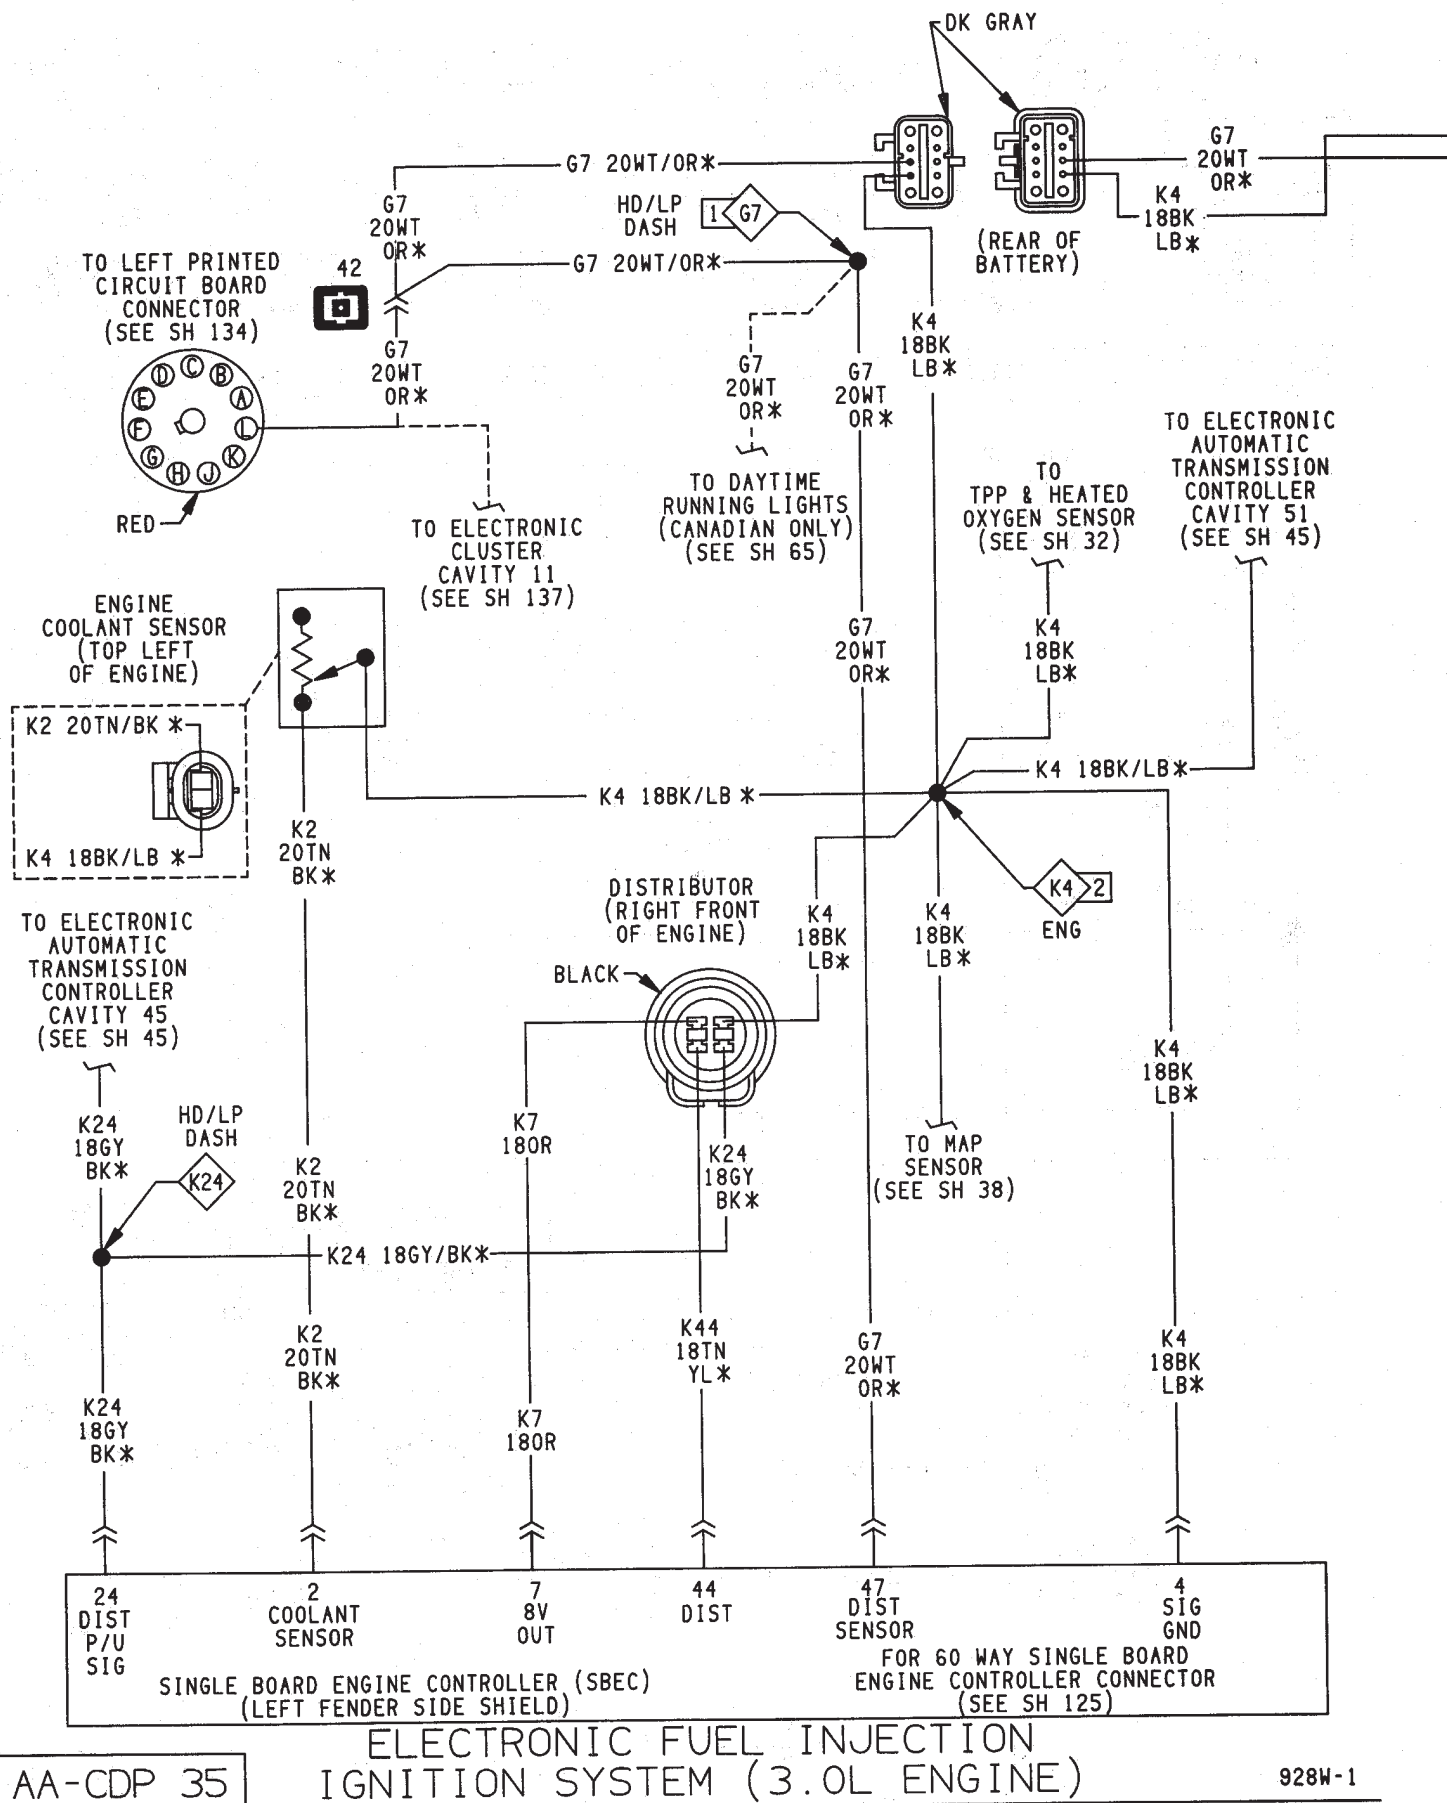 DK GRAY
G7 20WT/OR*
G7
20WT
OR*
K4
18BK
LB*
(REAR OF
BATTERY)
HD/LP
DASH
1
G7
G7
20WT
OR*
G7 20WT/OR*
42
TO LEFT PRINTED
CIRCUIT BOARD
CONNECTOR
(SEE SH 134)
G7
20WT
OR*
C
B
A
L
K
J
H
G
F
E
D
RED
K4
18BK
LB*
G7
20WT
OR*
G7
20WT
OR*
TO ELECTRONIC
CLUSTER
CAVITY 11
(SEE SH 137)
TO DAYTIME
RUNNING LIGHTS
(CANADIAN ONLY)
(SEE SH 65)
TO
TPP & HEATED
OXYGEN SENSOR
(SEE SH 32)
TO ELECTRONIC
AUTOMATIC
TRANSMISSION
CONTROLLER
CAVITY 51
(SEE SH 45)
ENGINE
COOLANT SENSOR
(TOP LEFT
OF ENGINE)
G7
20WT
OR*
K4
18BK
LB*
K2 20TN/BK *
K4 18BK/LB *
K4 18BK/LB *
K4 18BK/LB*
K2
20TN
BK*
DISTRIBUTOR
(RIGHT FRONT
OF ENGINE)
BLACK
K4
18BK
LB*
K4
18BK
LB*
K4
2
ENG
TO ELECTRONIC
AUTOMATIC
TRANSMISSION
CONTROLLER
CAVITY 45
(SEE SH 45)
K4
18BK
LB*
K24
18GY
BK*
HD/LP
DASH
K24
K2
20TN
BK*
K7
18OR
K24
18GY
BK*
TO MAP
SENSOR
(SEE SH 38)
K24 18GY/BK*
K2
20TN
BK*
K44
18TN
YL*
G7
20WT
OR*
K4
18BK
LB*
K24
18GY
BK*
K7
18OR
24
DIST
P/U
SIG
2
COOLANT
SENSOR
7
8V
OUT
44
DIST
47
DIST
SENSOR
4
SIG
GND
SINGLE BOARD ENGINE CONTROLLER (SBEC)
(LEFT FENDER SIDE SHIELD)
FOR 60 WAY SINGLE BOARD
ENGINE CONTROLLER CONNECTOR
(SEE SH 125)
ELECTRONIC FUEL INJECTION
IGNITION SYSTEM (3.0L ENGINE)
AA-CDP 35
928W-1